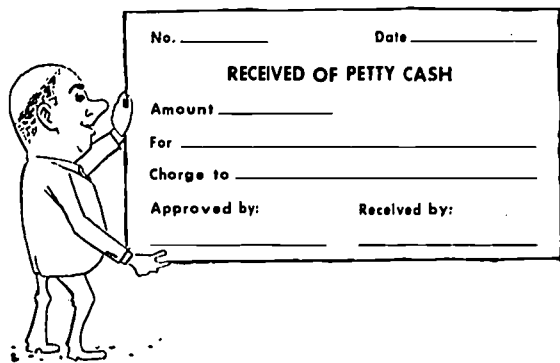 No. Date
RECEIVED OF PETTY CASH
Amount
For
Charge to
Approved by: Received by: